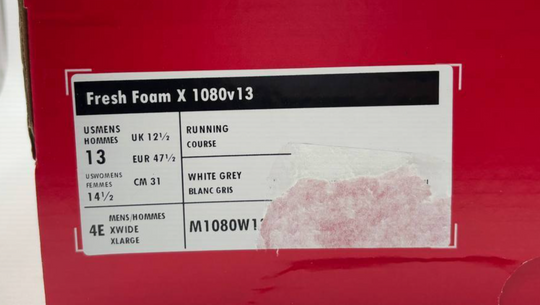 Fresh Foam X 1080v13
USMENS
HOMMES
13
UK 12½
EUR 47½
CM 31
USWOMENS
FEMMES
14½
RUNNING
COURSE
WHITE GREY
BLANC GRIS
4E
MENS/HOMMES
XWIDE
XLARGE
M1080W1